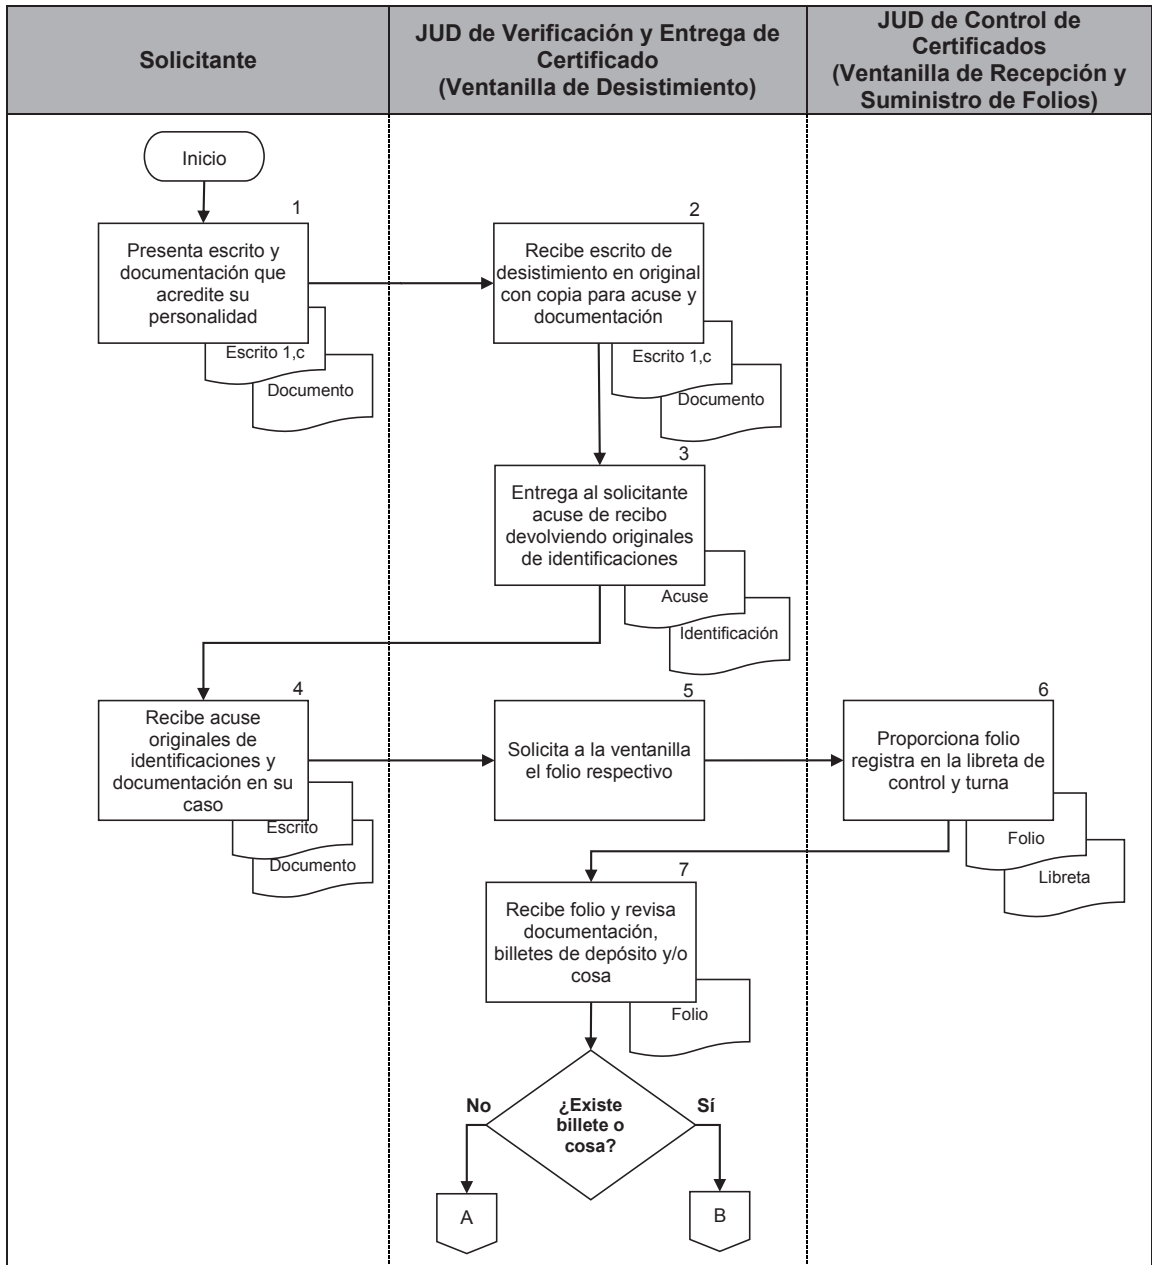 Solicitante
JUD de Verificación y Entrega de
Certificado
(Ventanilla de Desistimiento)
JUD de Control de
Certificados
(Ventanilla de Recepción y
Suministro de Folios)
Inicio
1
Presenta escrito y
documentación que
acredite su
personalidad
Escrito 1,c
Documento
2
Recibe escrito de
desistimiento en original
con copia para acuse y
documentación
Escrito 1,c
Documento
3
Entrega al solicitante
acuse de recibo
devolviendo originales
de identificaciones
Acuse
Identificación
4
Recibe acuse
originales de
identificaciones y
documentación en su
caso
Escrito
Documento
5
Solicita a la ventanilla
el folio respectivo
6
Proporciona folio
registra en la libreta de
control y turna
Folio
Libreta
7
Recibe folio y revisa
documentación,
billetes de depósito y/o
cosa
Folio
¿Existe
billete o
cosa?
No
Sí
A
B